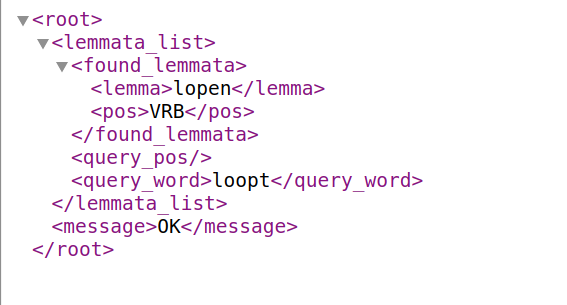 <root>
<lemmata_list>
<found_lemmata>
<lemma>lopen</lemma>
<pos>VRB</pos>
</found_lemmata>
<query_pos/>
<query_word>loopt</query_word>
</lemmata_list>
<message>OK</message>
</root>